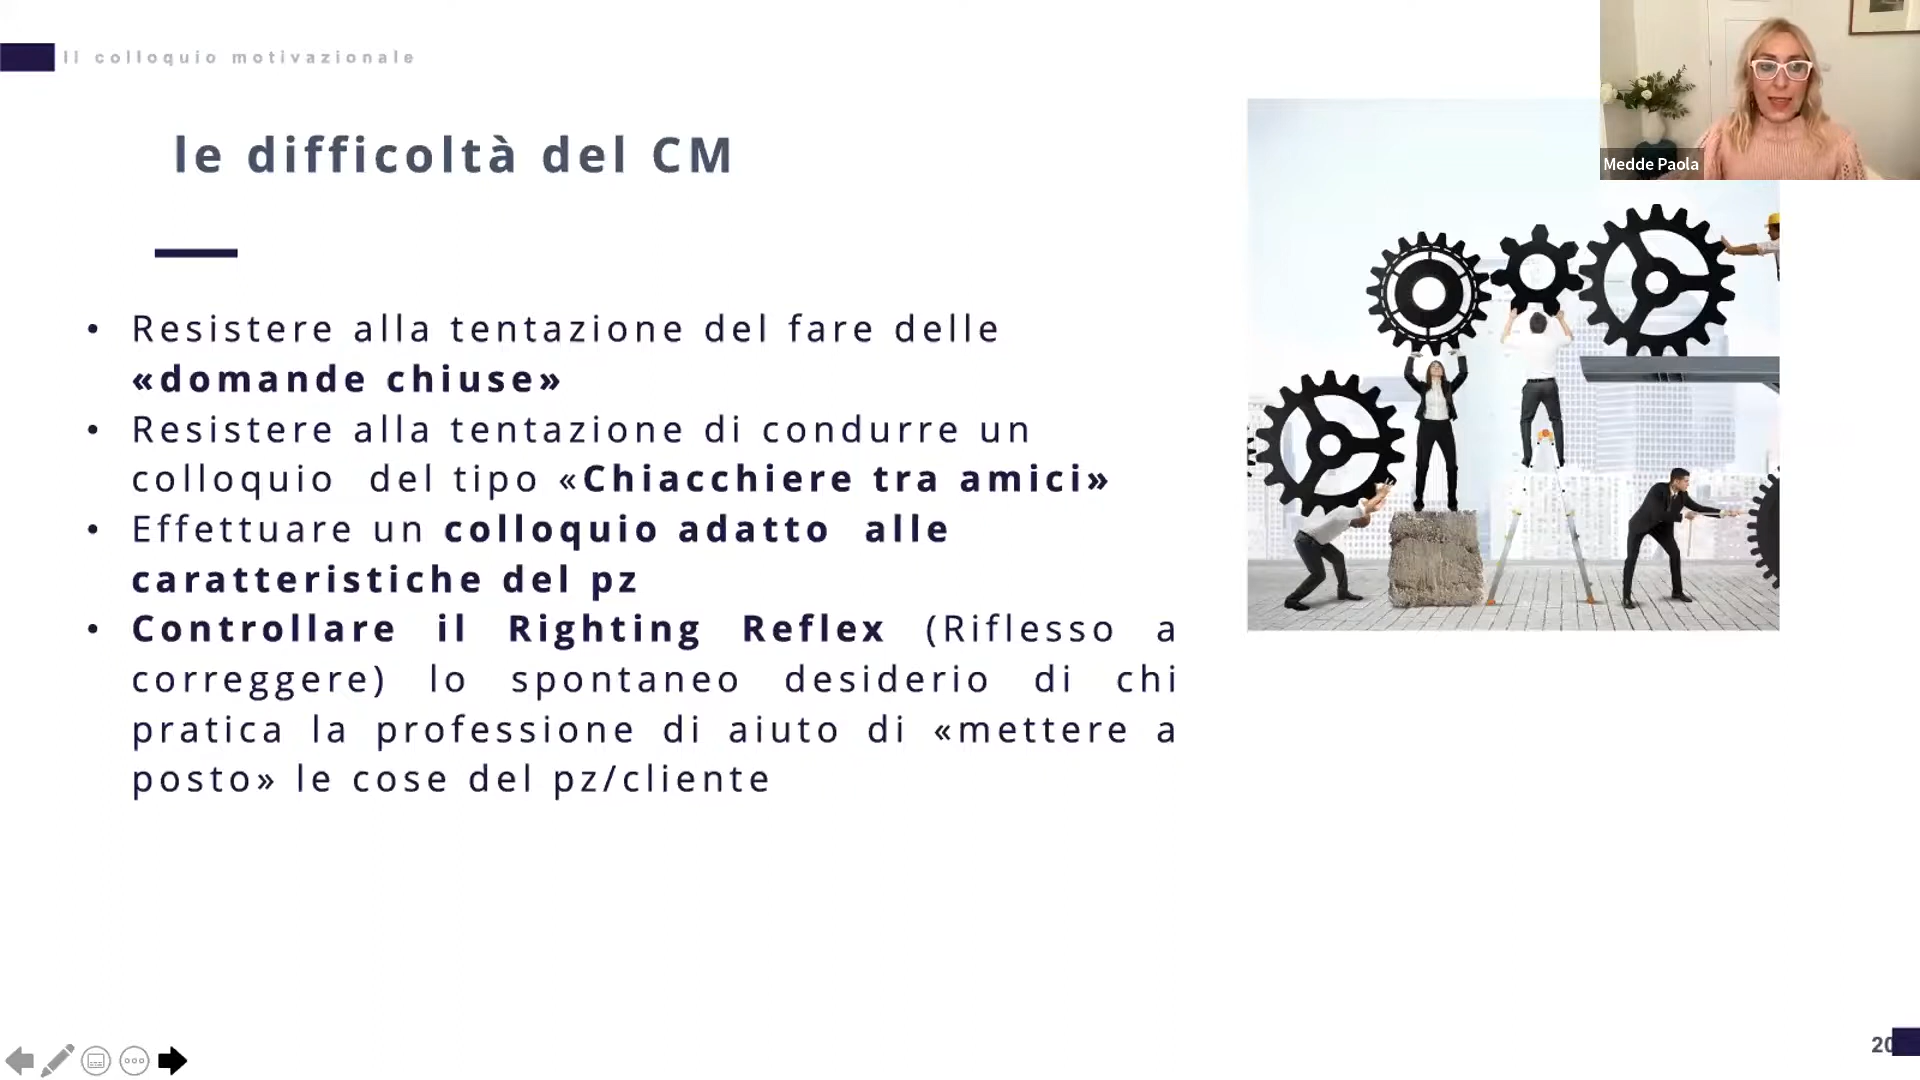 Il colloquio motivazionale
le difficoltà del CM
• Resistere alla tentazione del fare delle
«domande chiuse»
• Resistere alla tentazione di condurre un
colloquio del tipo «Chiacchiere tra amici»
• Effettuare un colloquio adatto alle
caratteristiche del pz
• Controllare il Righting Reflex (Riflesso a
correggere) lo spontaneo desiderio di chi
pratica la professione di aiuto di «mettere a
posto» le cose del pz/cliente
Medde Paola
20